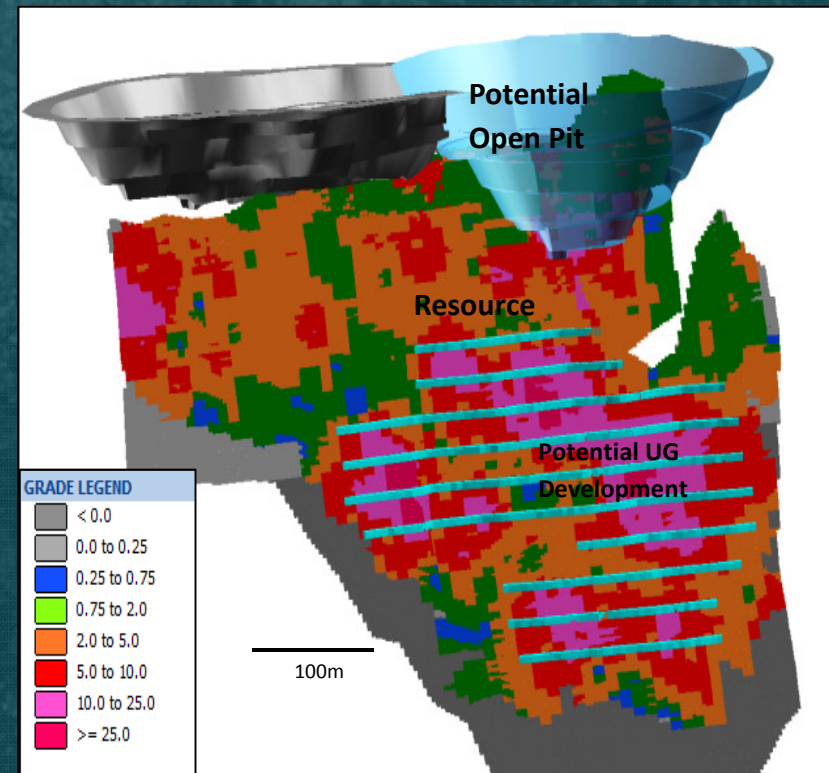 Potential
Open Pit
Resource
Potential UG
Development
GRADE LEGEND
< 0.0
0.0 to 0.25
0.25 to 0.75
0.75 to 2.0
2.0 to 5.0
5.0 to 10.0
10.0 to 25.0
>= 25.0
100m